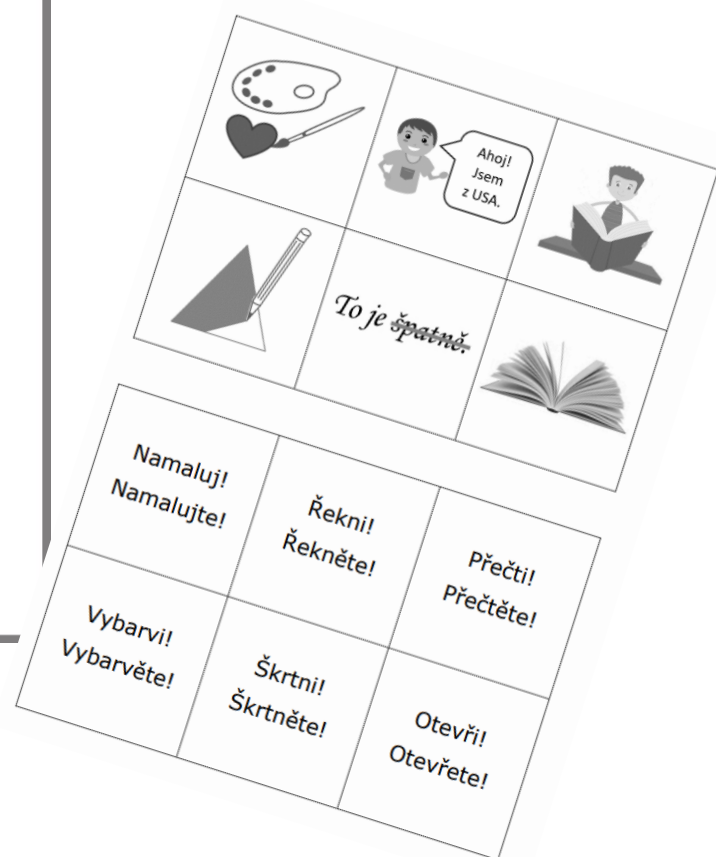 Ahoj!
Jsem
z USA.
To je špatně.
Namaluj!
Namalujte!
Řekni!
Řekněte!
Přečti!
Přečtěte!
Vybarvi!
Vybarvěte!
Škrtni!
Škrtněte!
Otevři!
Otevřete!